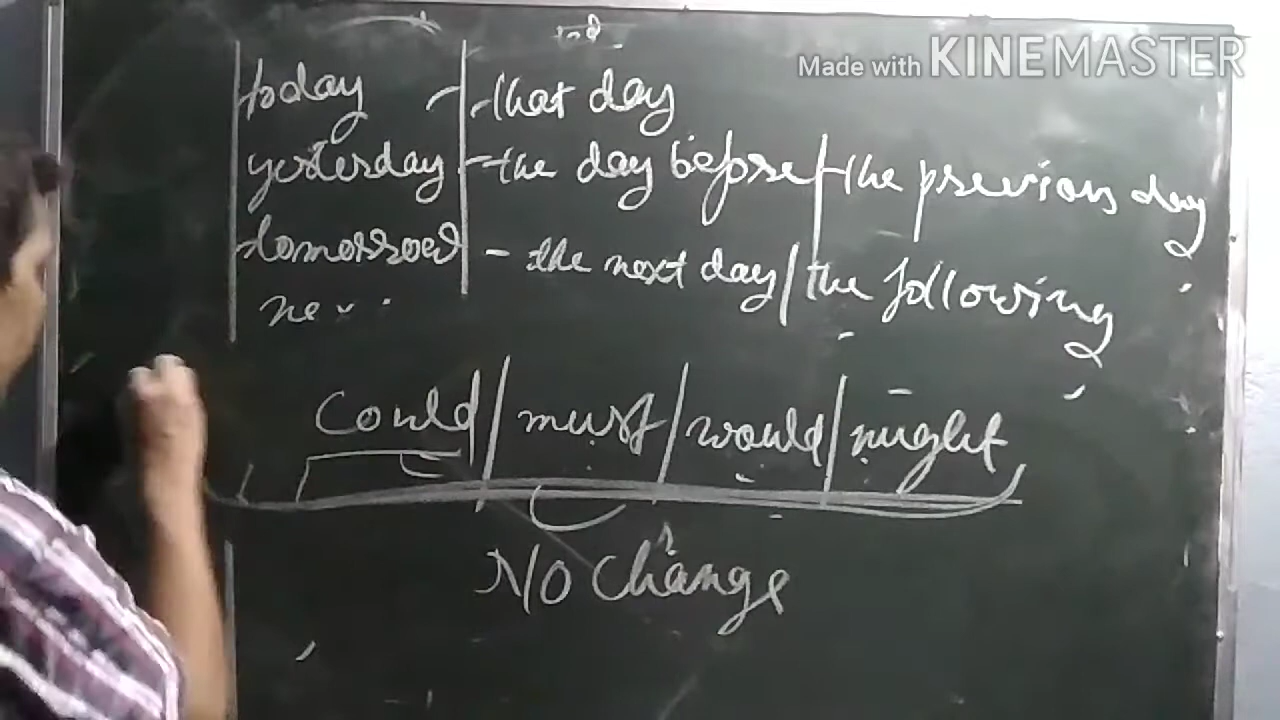 ind
Made with KINEMASTER
today - that day
yesterday - the day before / the previous day
tomorrow - the next day / the following
Could / must / would / might
No Change